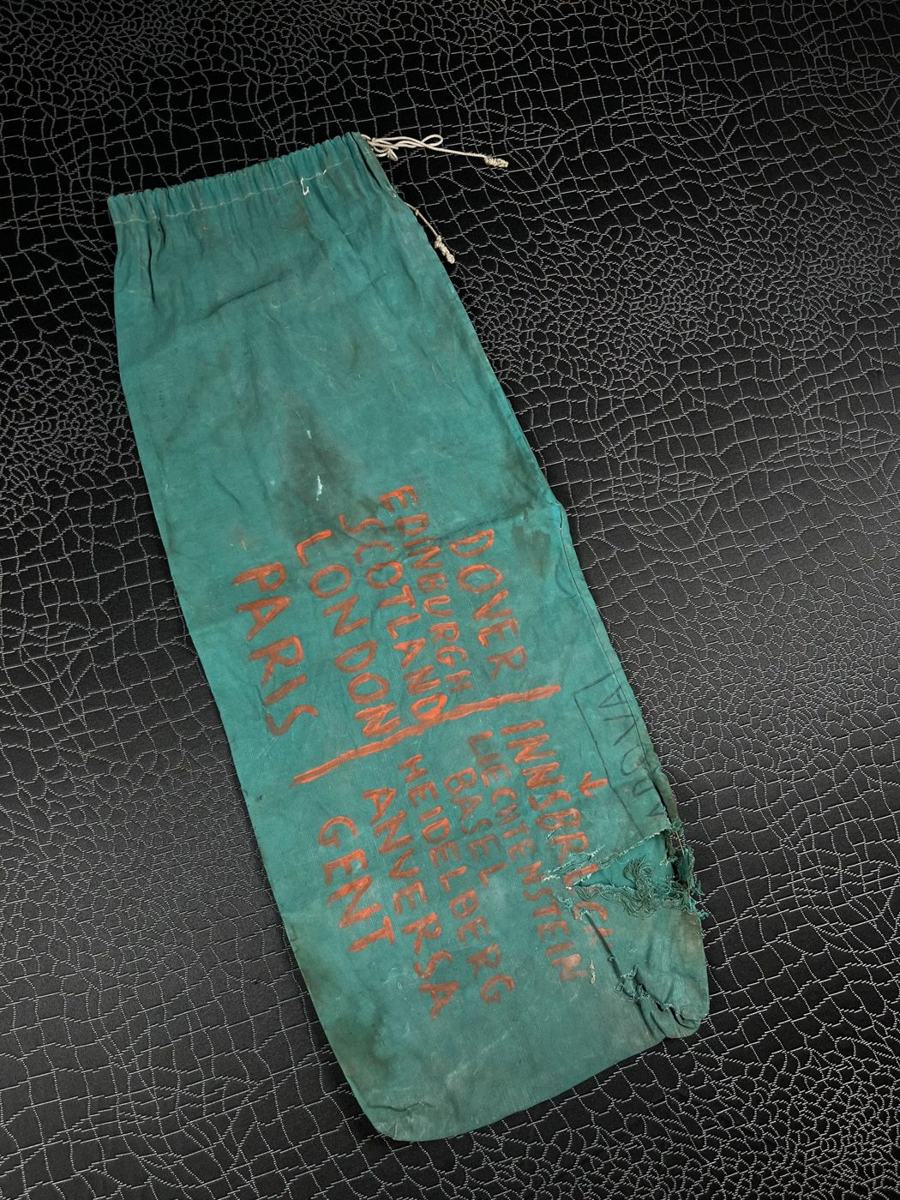 DOVER
EDINBURGH
SCOTLAND
LONDON
PARIS
INNSBRUCK
LIECHTENSTEIN
BASEL
HEIDELBERG
ANVERSA
GENT